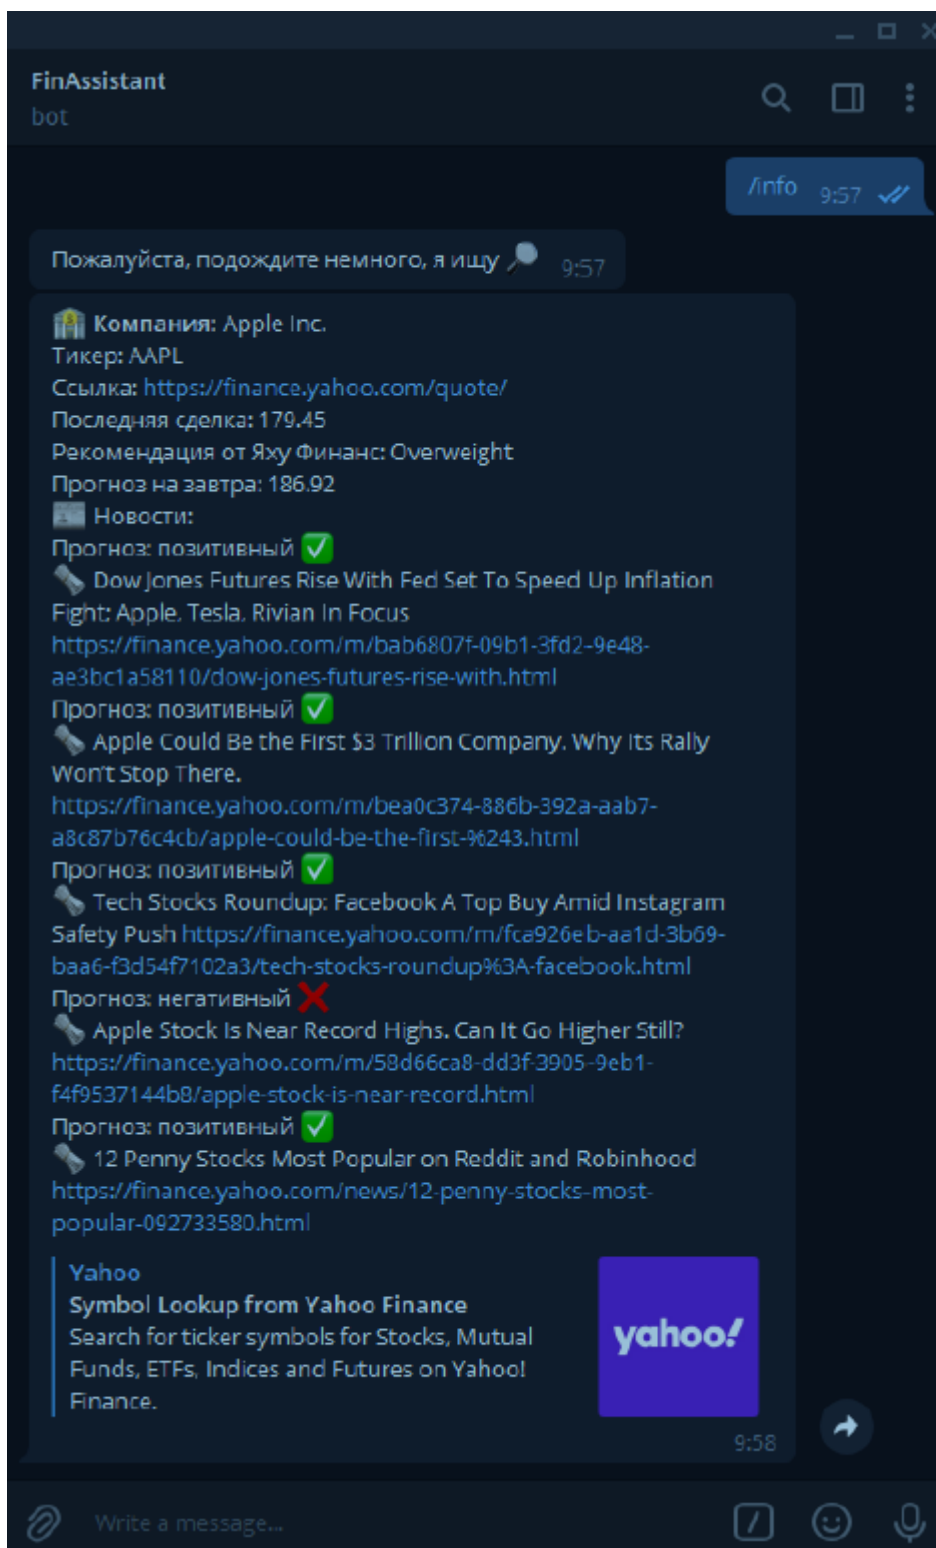 FinAssistant
bot
/info 9:57
Пожалуйста, подождите немного, я ищу 9:57
Компания: Apple Inc.
Тикер: AAPL
Ссылка: https://finance.yahoo.com/quote/
Последняя сделка: 179.45
Рекомендация от Яху Финанс: Overweight
Прогноз на завтра: 186.92
Новости:
Прогноз: позитивный ✅
Dow Jones Futures Rise With Fed Set To Speed Up Inflation
Fight: Apple, Tesla, Rivian In Focus
https://finance.yahoo.com/m/bab6807f-09b1-3fd2-9e48-
ae3bc1a58110/dow-jones-futures-rise-with.html
Прогноз: позитивный ✅
Apple Could Be the First $3 Trillion Company. Why Its Rally
Won't Stop There.
https://finance.yahoo.com/m/bea0c374-886b-392a-aab7-
a8c87b76c4cb/apple-could-be-the-first-%243.html
Прогноз: позитивный ✅
Tech Stocks Roundup: Facebook A Top Buy Amid Instagram
Safety Push https://finance.yahoo.com/m/fca926eb-aa1d-3b69-
baa6-f3d54f7102a3/tech-stocks-roundup%3A-facebook.html
Прогноз: негативный ❌
Apple Stock Is Near Record Highs. Can It Go Higher Still?
https://finance.yahoo.com/m/58d66ca8-dd3f-3905-9eb1-
f4f9537144b8/apple-stock-is-near-record.html
Прогноз: позитивный ✅
12 Penny Stocks Most Popular on Reddit and Robinhood
https://finance.yahoo.com/news/12-penny-stocks-most-
popular-092733580.html
Yahoo
Symbol Lookup from Yahoo Finance
Search for ticker symbols for Stocks, Mutual
Funds, ETFs, Indices and Futures on Yahoo!
Finance.
yahoo!
9:58
Write a message...